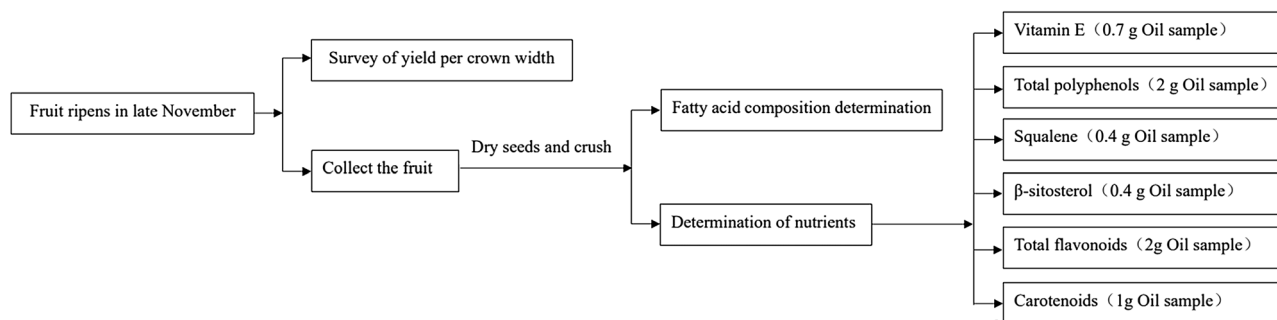 Fruit ripens in late November
Survey of yield per crown width
Collect the fruit
Dry seeds and crush
Fatty acid composition determination
Determination of nutrients
Vitamin E（0.7 g Oil sample）
Total polyphenols（2 g Oil sample）
Squalene（0.4 g Oil sample）
β-sitosterol（0.4 g Oil sample）
Total flavonoids（2g Oil sample）
Carotenoids（1g Oil sample）